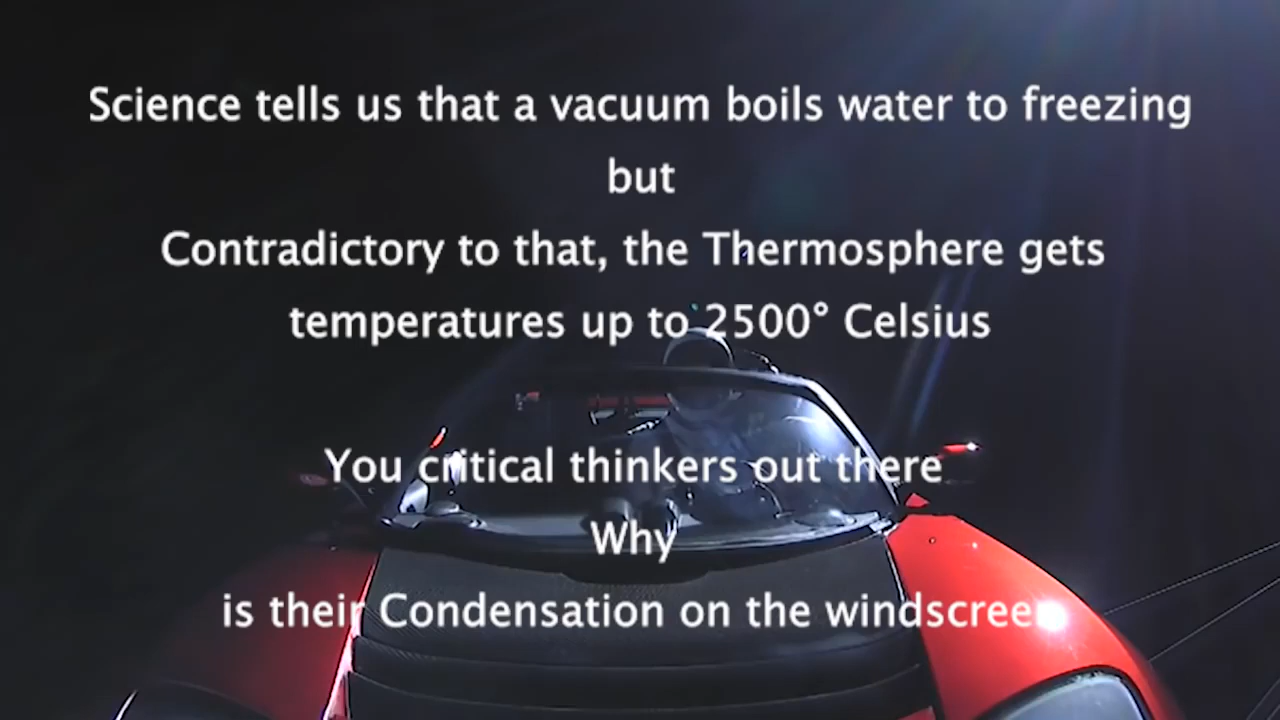 Science tells us that a vacuum boils water to freezing
but
Contradictory to that, the Thermosphere gets
temperatures up to 2500° Celsius
You critical thinkers out there
Why
is their Condensation on the windscreen